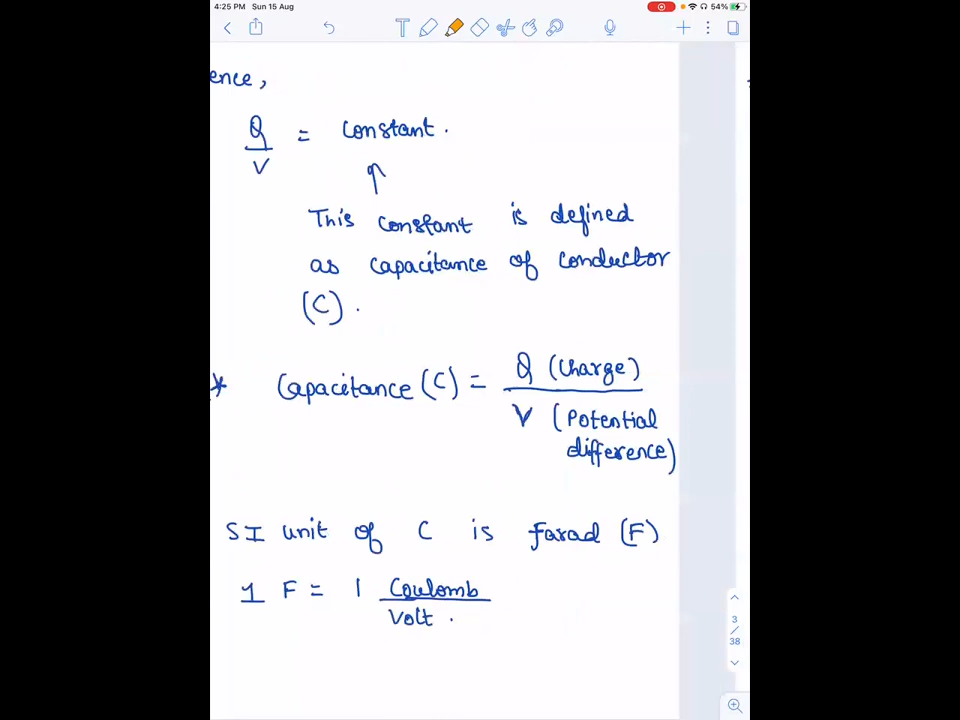 4:25 PM Sun 15 Aug
54%
ence,
Q
V
= constant.
This constant is defined
as capacitance of conductor
(C).
* Capacitance (C) = Q (Charge)
V (Potential
difference)
SI unit of C is farad (F)
1 F = 1 Coulomb
Volt.
3
/
38